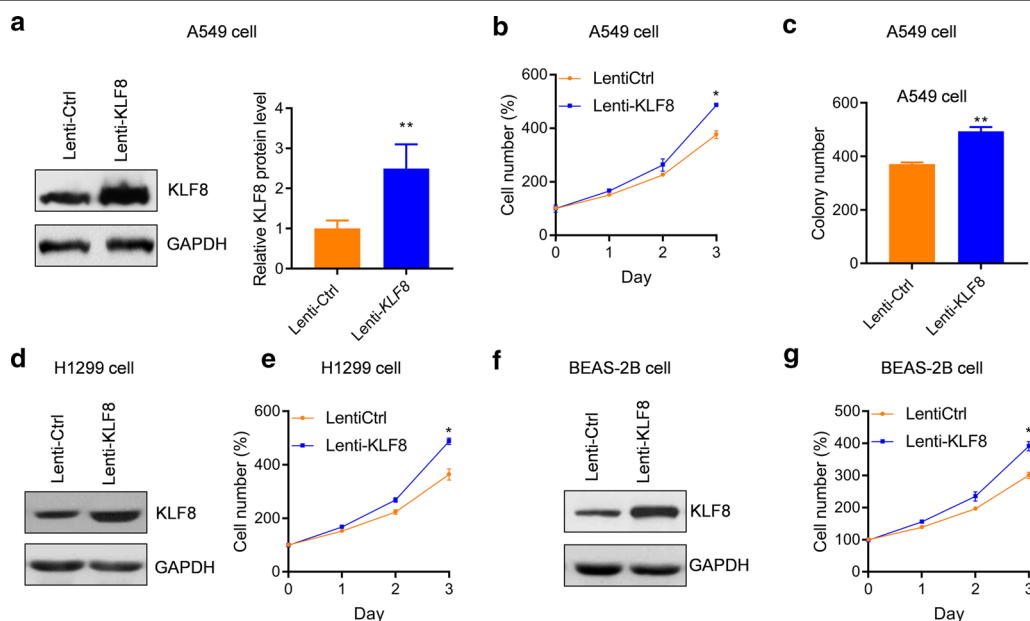 a
A549 cell
Lenti-Ctrl
Lenti-KLF8
KLF8
GAPDH
Relative KLF8 protein level
4
3
2
1
0
**
Lenti-Ctrl
Lenti-KLF8
b
A549 cell
LentiCtrl
Lenti-KLF8
Cell number (%)
600
400
200
0
*
0 1 2 3
Day
c
A549 cell
A549 cell
Colony number
600
400
200
0
**
Lenti-Ctrl
Lenti-KLF8
d
H1299 cell
Lenti-Ctrl
Lenti-KLF8
KLF8
GAPDH
e
H1299 cell
LentiCtrl
Lenti-KLF8
Cell number (%)
600
400
200
0
*
0 1 2 3
Day
f
BEAS-2B cell
Lenti-Ctrl
Lenti-KLF8
KLF8
GAPDH
g
BEAS-2B cell
LentiCtrl
Lenti-KLF8
Cell number (%)
500
400
300
200
100
0
*
0 1 2 3
Day